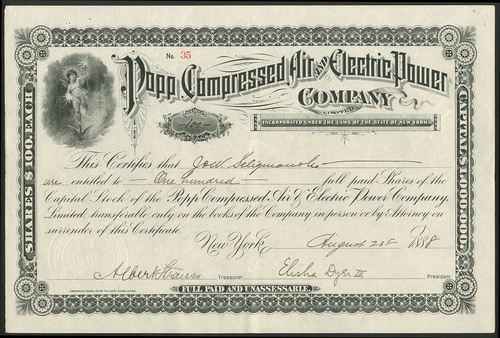 No. 35
Popp Compressed Air AND Electric Power
COMPANY
LIMITED
INCORPORATED UNDER THE LAWS OF THE STATE OF NEW YORK.
SHARES $100. EACH
CAPITAL $1,000,000.
This Certifies that J & W Seligman & Co
are entitled to One hundred full paid Shares of the
Capital Stock of the Popp Compressed Air & Electric Power Company,
Limited, transferable only on the books of the Company in person or by Attorney on
surrender of this Certificate.
New York August 1888
Albert Strauss Treasurer Elisha Dyer III President
FULL PAID AND UNASSESSABLE.